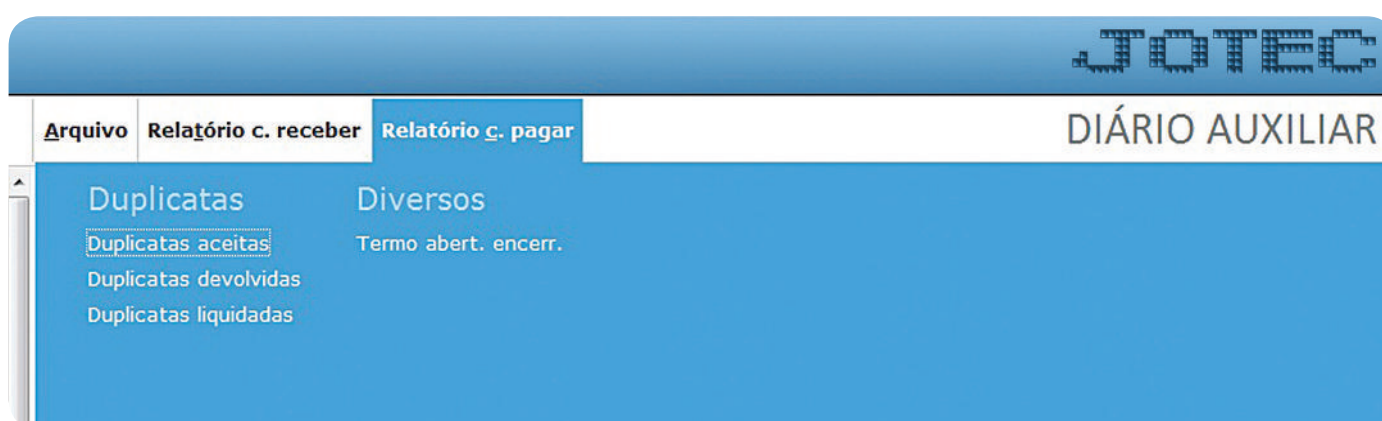 JOTEC
Arquivo Relatório c. receber Relatório c. pagar DIÁRIO AUXILIAR
Duplicatas Diversos
Duplicatas aceitas Termo abert. encerr.
Duplicatas devolvidas
Duplicatas liquidadas